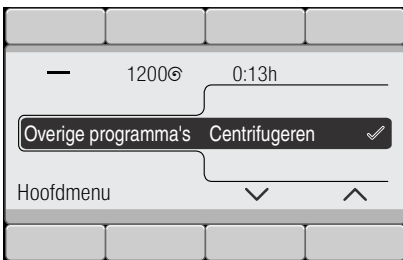 — 1200 0:13h
Overige programma's Centrifugeren ✓
Hoofdmenu